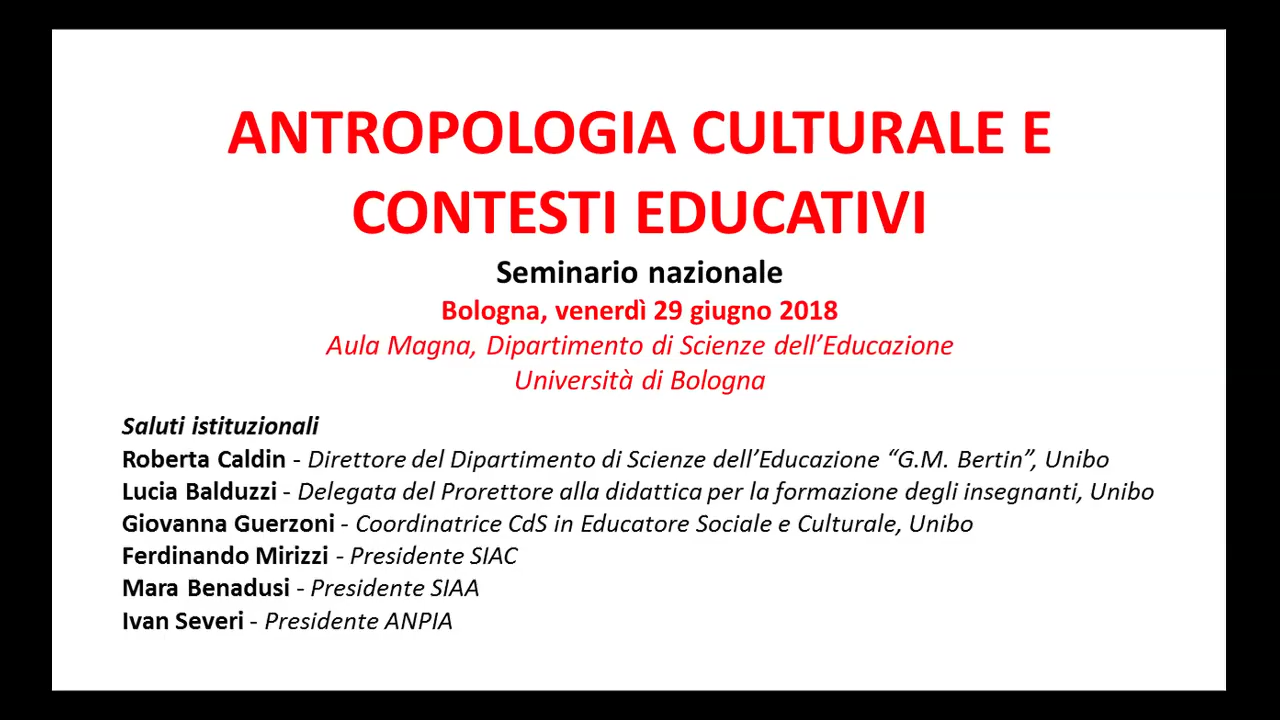 ANTROPOLOGIA CULTURALE E
CONTESTI EDUCATIVI
Seminario nazionale
Bologna, venerdì 29 giugno 2018
Aula Magna, Dipartimento di Scienze dell’Educazione
Università di Bologna
Saluti istituzionali
Roberta Caldin - Direttore del Dipartimento di Scienze dell’Educazione “G.M. Bertin”, Unibo
Lucia Balduzzi - Delegata del Prorettore alla didattica per la formazione degli insegnanti, Unibo
Giovanna Guerzoni - Coordinatrice CdS in Educatore Sociale e Culturale, Unibo
Ferdinando Mirizzi - Presidente SIAC
Mara Benadusi - Presidente SIAA
Ivan Severi - Presidente ANPIA